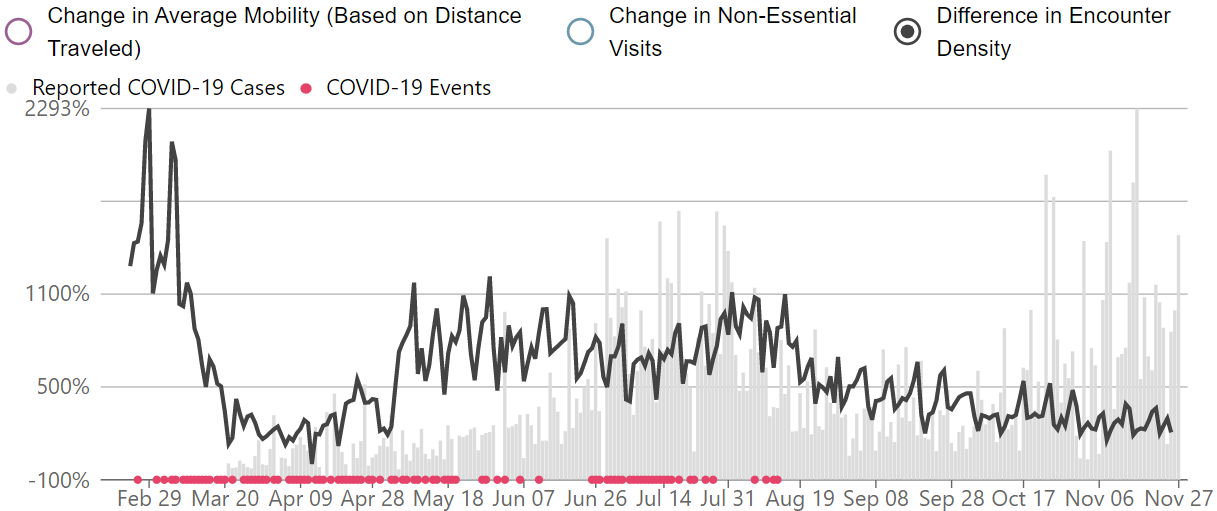 Change in Average Mobility (Based on Distance
Traveled)
Change in Non-Essential
Visits
Difference in Encounter
Density
Reported COVID-19 Cases
COVID-19 Events
2293%
1100%
500%
-100%
Feb 29 Mar 20 Apr 09 Apr 28 May 18 Jun 07 Jun 26 Jul 14 Jul 31 Aug 19 Sep 08 Sep 28 Oct 17 Nov 06 Nov 27